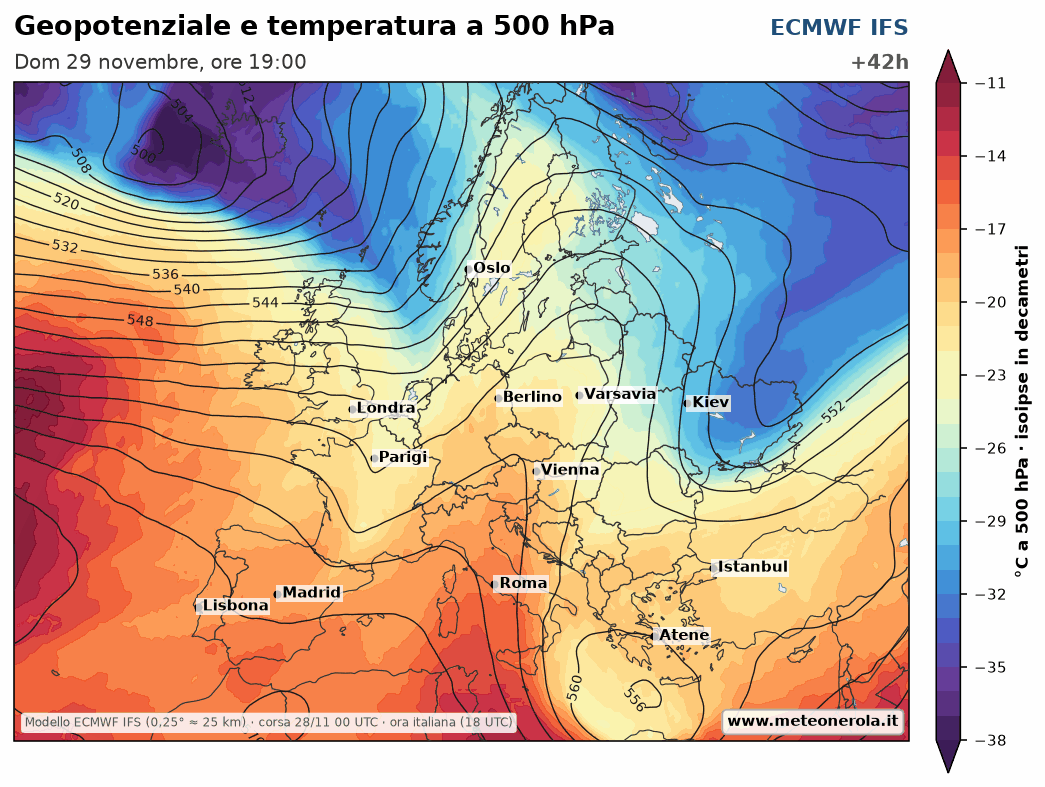 Geopotenziale e temperatura a 500 hPa
ECMWF IFS
Dom 29 novembre, ore 19:00
+42h
504
512
500
508
520
532
536
540
544
548
552
560
556
Oslo
Berlino
Varsavia
Kiev
Londra
Parigi
Vienna
Istanbul
Roma
Madrid
Lisbona
Atene
−11
−14
−17
−20
−23
−26
−29
−32
−35
−38
°C a 500 hPa · isoipse in decametri
Modello ECMWF IFS (0,25° ≈ 25 km) · corsa 28/11 00 UTC · ora italiana (18 UTC)
www.meteonerola.it